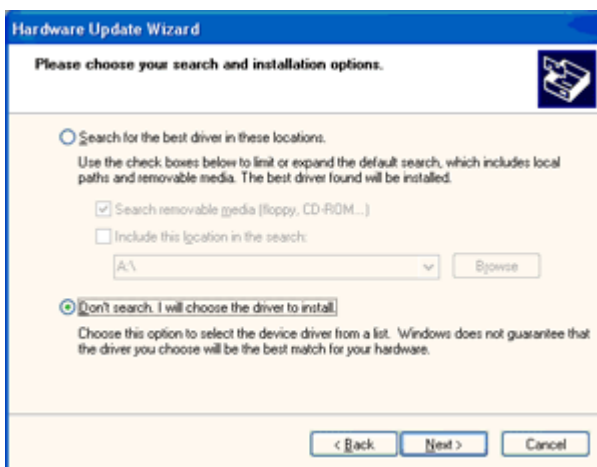 Hardware Update Wizard
Please choose your search and installation options.
Search for the best driver in these locations.
Use the check boxes below to limit or expand the default search, which includes local
paths and removable media. The best driver found will be installed.
Search removable media (floppy, CD-ROM...)
Include this location in the search:
A:\
Browse
Don't search. I will choose the driver to install.
Choose this option to select the device driver from a list. Windows does not guarantee that
the driver you choose will be the best match for your hardware.
< Back
Next >
Cancel